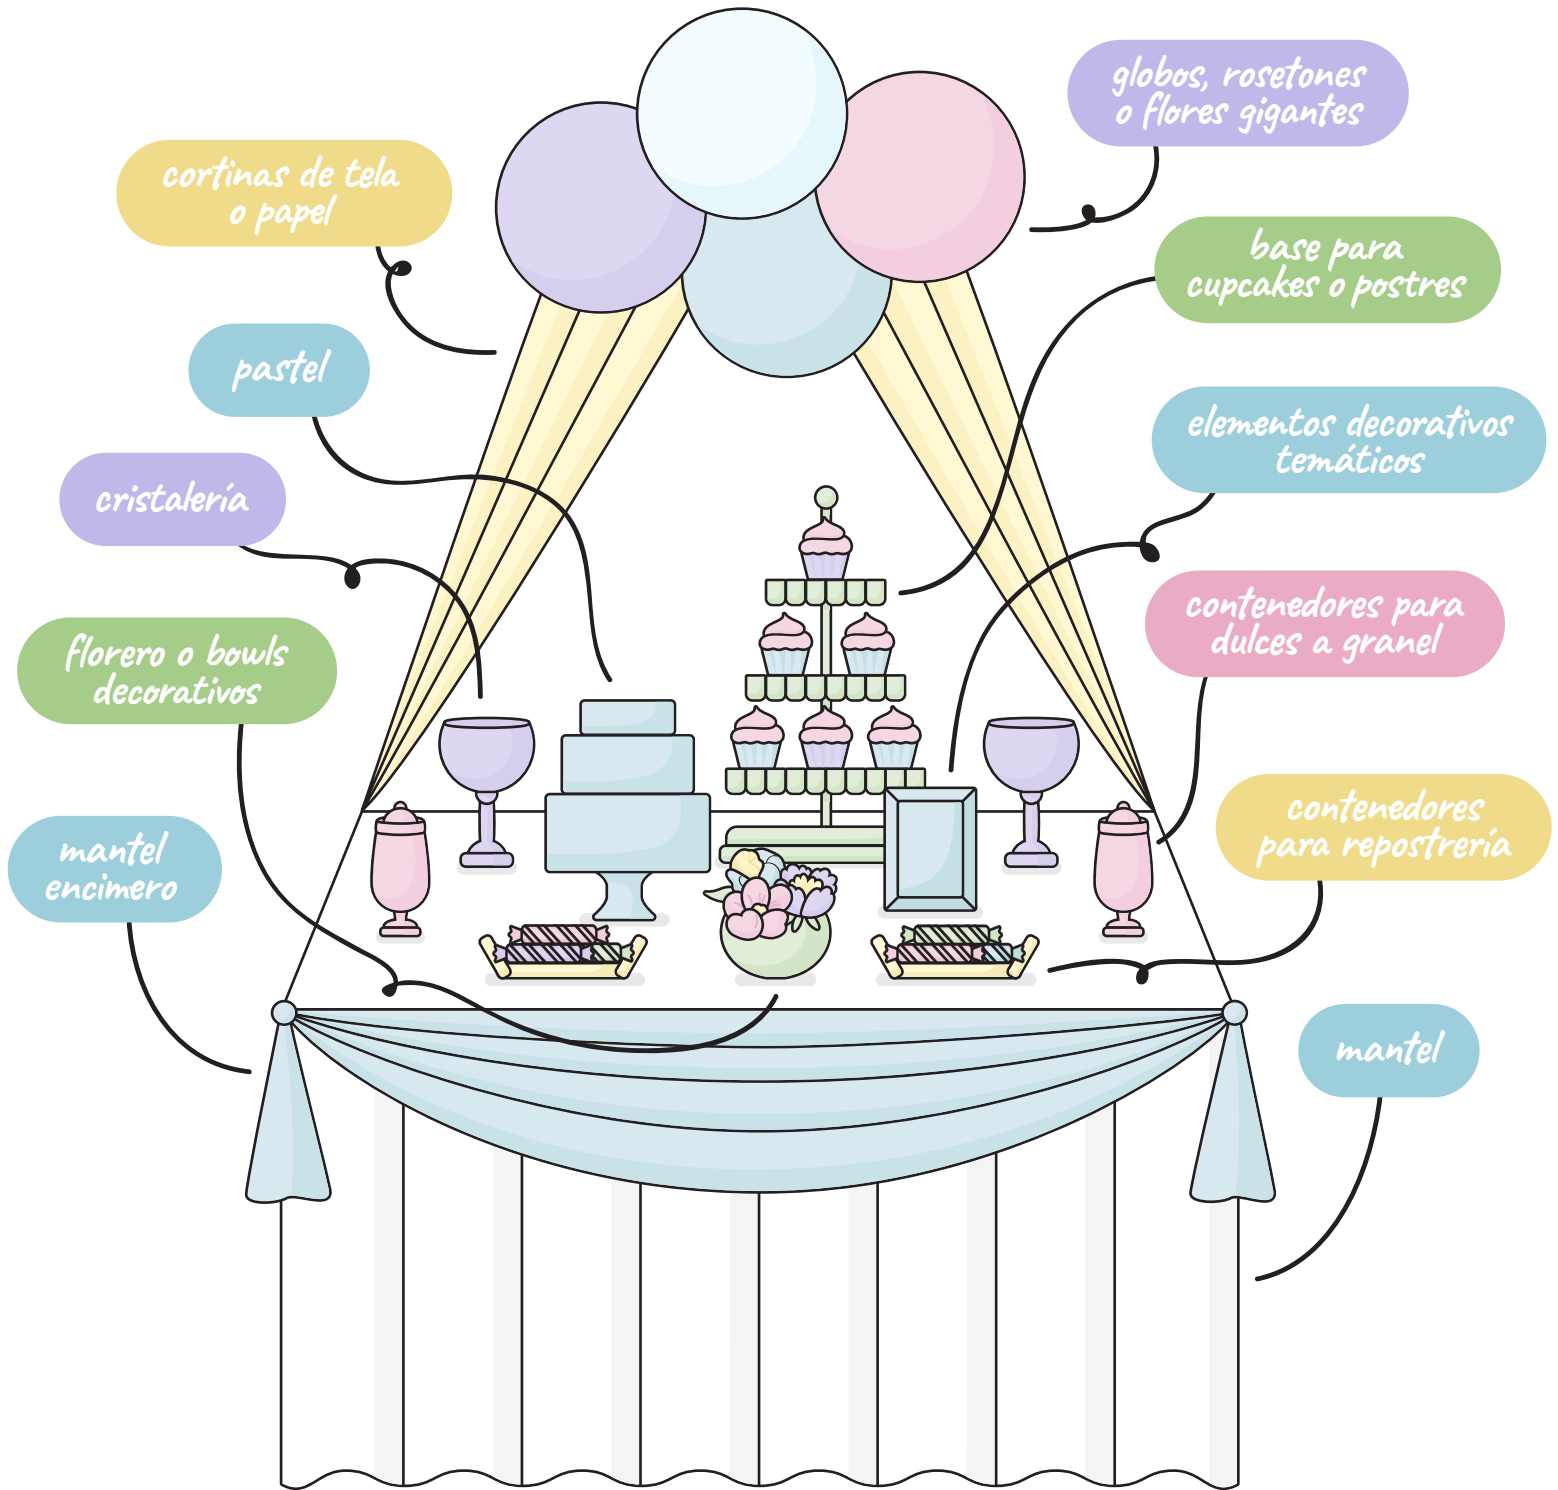 globos, rosetones
o flores gigantes
cortinas de tela
o papel
base para
cupcakes o postres
pastel
elementos decorativos
temáticos
cristalería
contenedores para
dulces a granel
florero o bowls
decorativos
contenedores
para repostrería
mantel
encimero
mantel